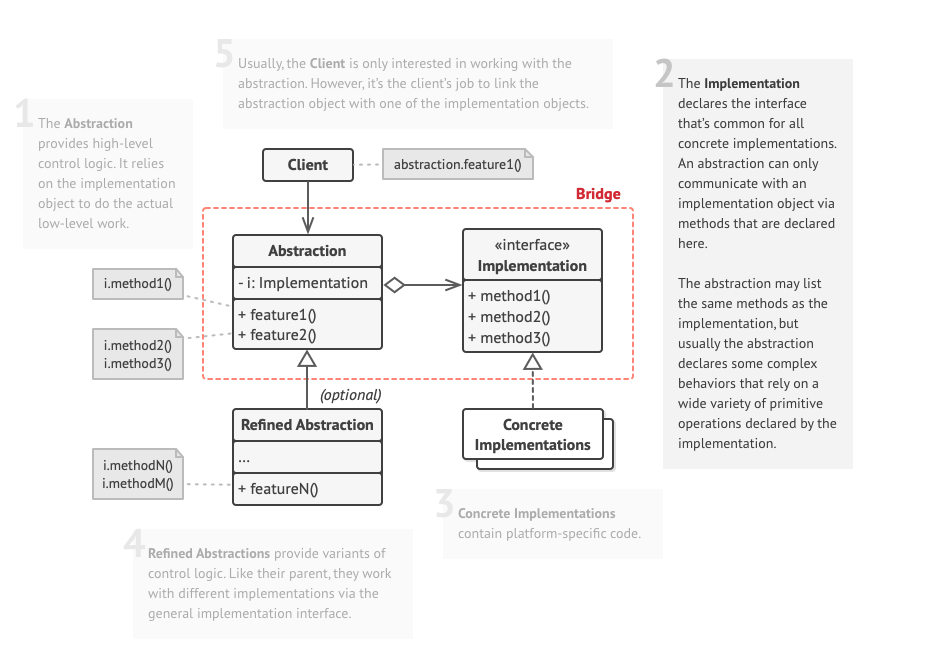 5
Usually, the Client is only interested in working with the
abstraction. However, it's the client's job to link the
abstraction object with one of the implementation objects.
1
The Abstraction
provides high-level
control logic. It relies
on the implementation
object to do the actual
low-level work.
2
The Implementation
declares the interface
that's common for all
concrete implementations.
An abstraction can only
communicate with an
implementation object via
methods that are declared
here.
The abstraction may list
the same methods as the
implementation, but
usually the abstraction
declares some complex
behaviors that rely on a
wide variety of primitive
operations declared by the
implementation.
Client
abstraction.feature1()
Bridge
Abstraction
- i: Implementation
+ feature1()
+ feature2()
«interface»
Implementation
+ method1()
+ method2()
+ method3()
i.method1()
i.method2()
i.method3()
(optional)
Refined Abstraction
...
+ featureN()
Concrete
Implementations
i.methodN()
i.methodM()
3
Concrete Implementations
contain platform-specific code.
4
Refined Abstractions provide variants of
control logic. Like their parent, they work
with different implementations via the
general implementation interface.